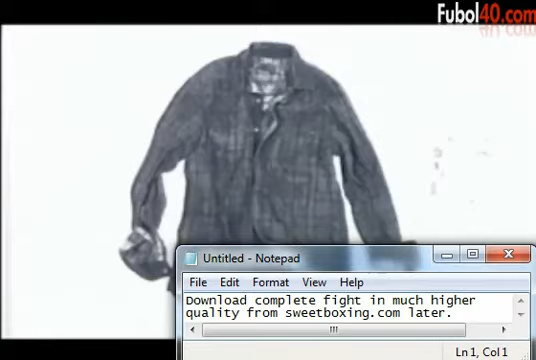 Fubol40.com
Untitled - Notepad
File Edit Format View Help
Download complete fight in much higher
quality from sweetboxing.com later.
Ln 1, Col 1